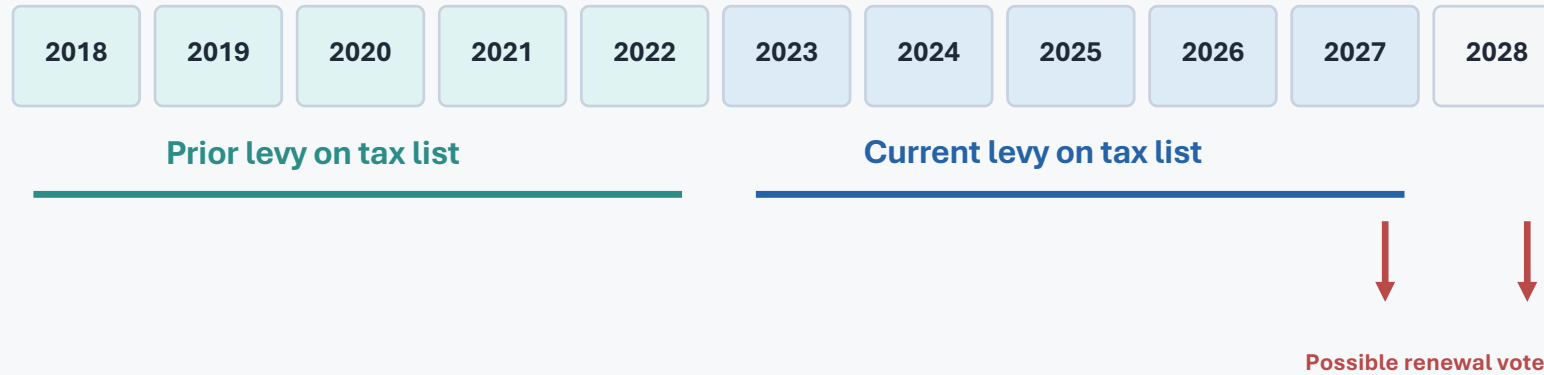 2018 2019 2020 2021 2022 2023 2024 2025 2026 2027 2028
Prior levy on tax list Current levy on tax list
Possible renewal vote